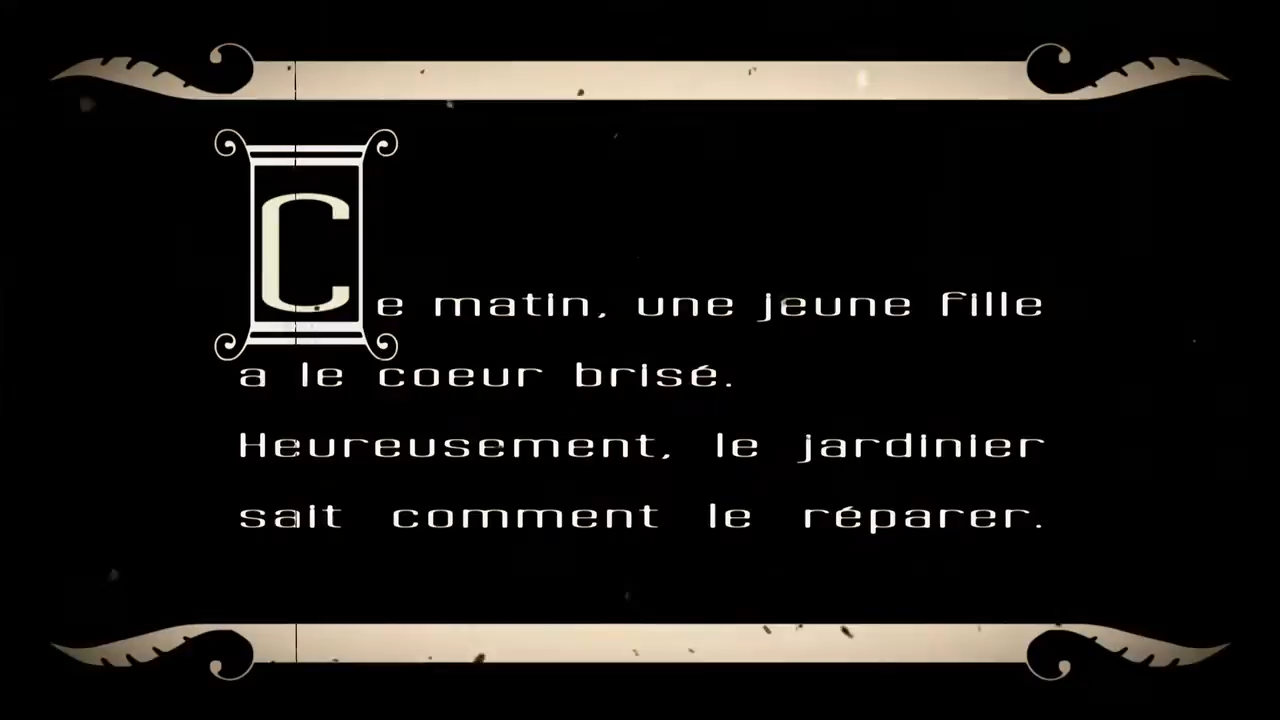 Ce matin, une jeune fille
a le coeur brisé.
Heureusement, le jardinier
sait comment le réparer.